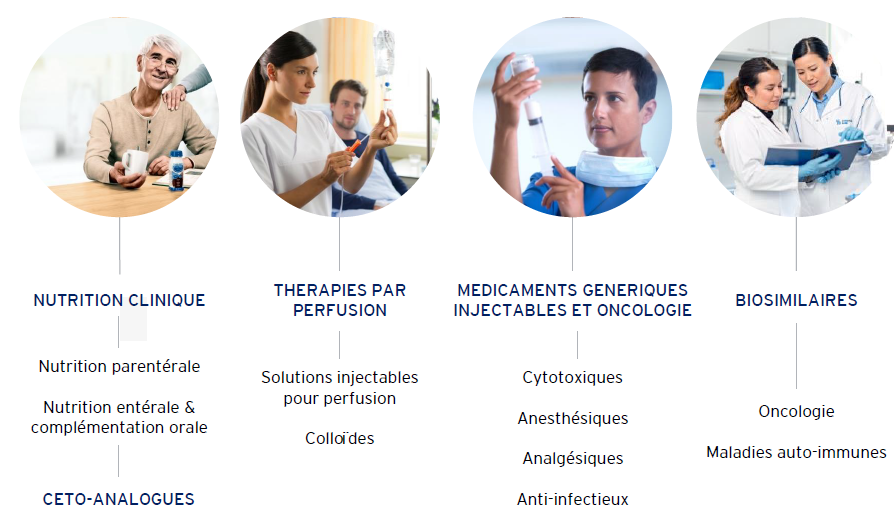 NUTRITION CLINIQUE
Nutrition parentérale
Nutrition entérale &
complémentation orale
CETO-ANALOGUES
THERAPIES PAR
PERFUSION
Solutions injectables
pour perfusion
Colloïdes
MEDICAMENTS GENERIQUES
INJECTABLES ET ONCOLOGIE
Cytotoxiques
Anesthésiques
Analgésiques
Anti-infectieux
BIOSIMILAIRES
Oncologie
Maladies auto-immunes